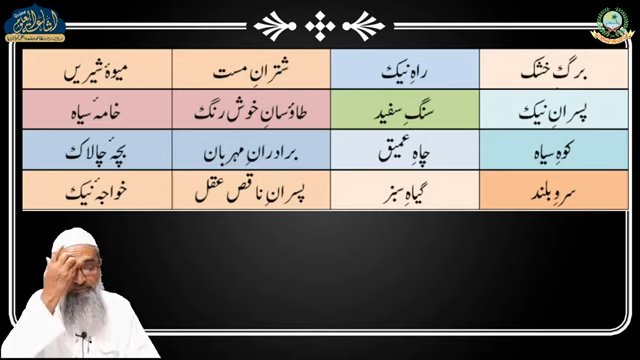 برگِ خشک راہِ نیک شترانِ مست میوۂ شیریں
پسرانِ نیک سنگِ سفید طاؤسانِ خوش رنگ خامۂ سیاہ
کوہِ سیاہ چاہِ عمیق برادرانِ مہربان بچۂ چالاک
سروِ بلند گیاہِ سبز پسرانِ ناقص عقل خواجۂ نیک